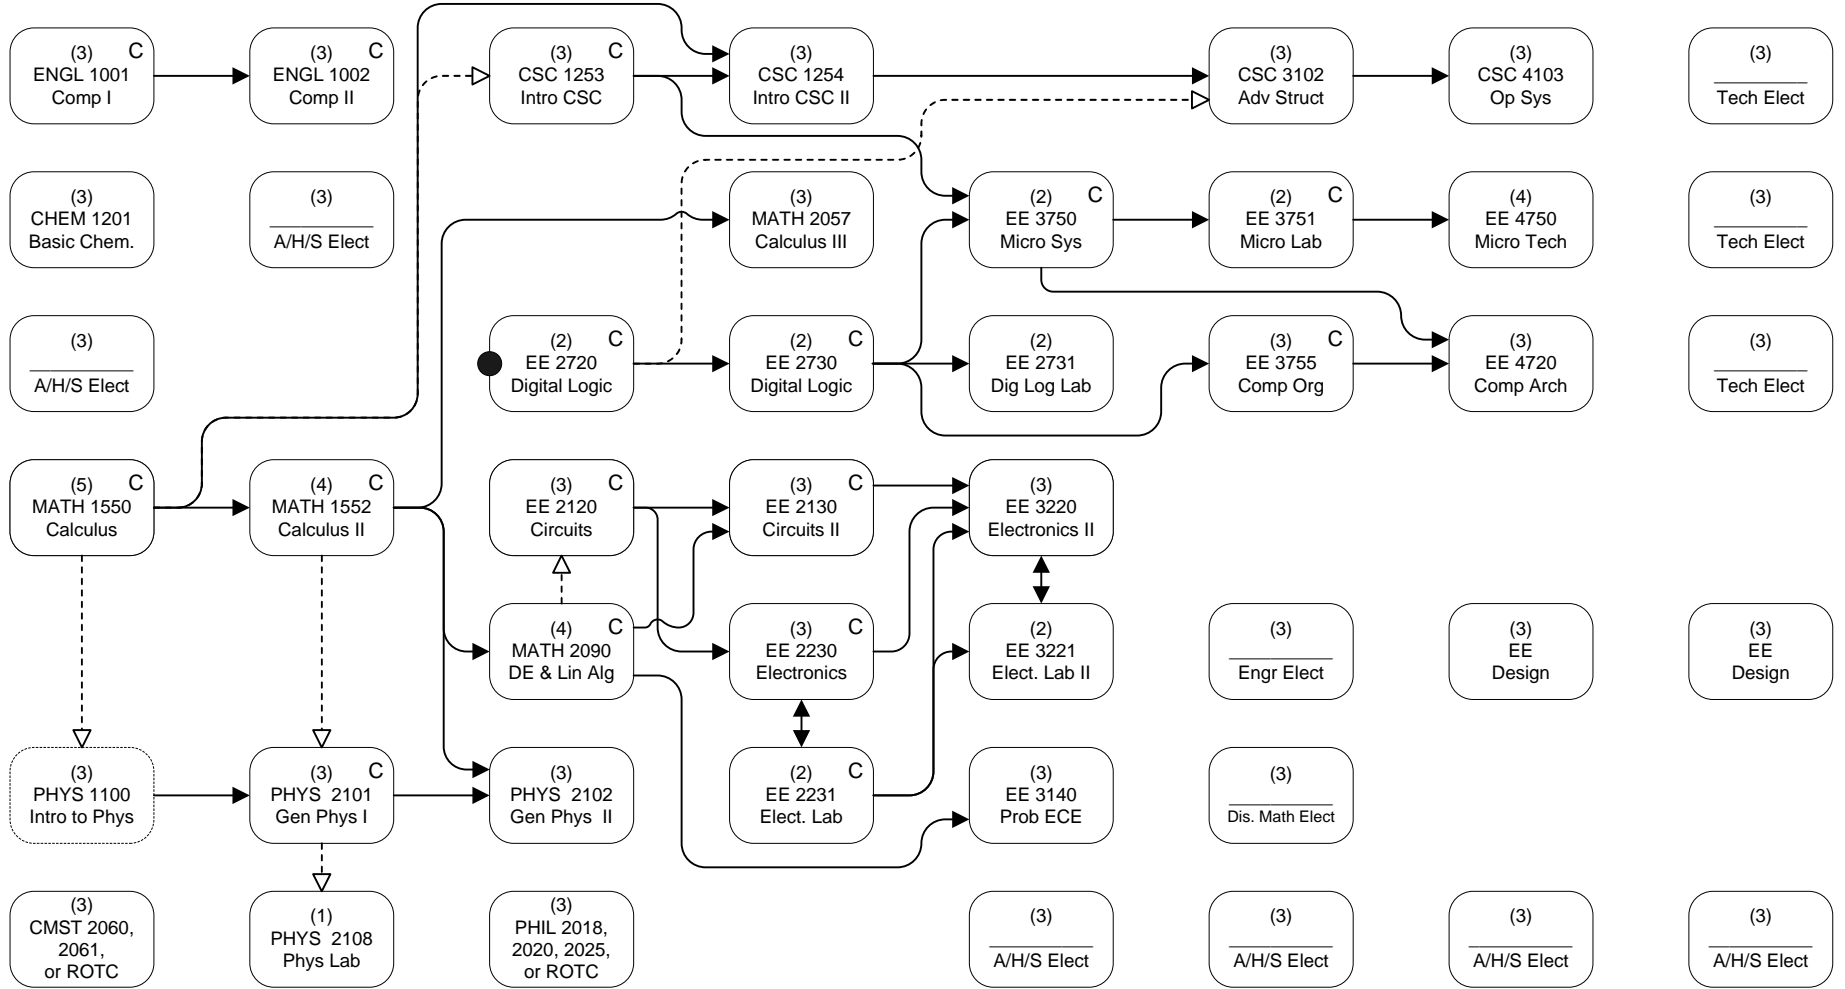 (3) C
ENGL 1001
Comp I
(3) C
ENGL 1002
Comp II
(3) C
CSC 1253
Intro CSC
(3)
CSC 1254
Intro CSC II
(3)
CSC 3102
Adv Struct
(3)
CSC 4103
Op Sys
(3)
Tech Elect
(3)
CHEM 1201
Basic Chem.
(3)
A/H/S Elect
(3)
MATH 2057
Calculus III
(2) C
EE 3750
Micro Sys
(2) C
EE 3751
Micro Lab
(4)
EE 4750
Micro Tech
(3)
Tech Elect
(3)
A/H/S Elect
(2) C
EE 2720
Digital Logic
(2) C
EE 2730
Digital Logic
(2)
EE 2731
Dig Log Lab
(3) C
EE 3755
Comp Org
(3)
EE 4720
Comp Arch
(3)
Tech Elect
(5) C
MATH 1550
Calculus
(4) C
MATH 1552
Calculus II
(3) C
EE 2120
Circuits
(3) C
EE 2130
Circuits II
(3)
EE 3220
Electronics II
(4) C
MATH 2090
DE & Lin Alg
(3) C
EE 2230
Electronics
(2)
EE 3221
Elect. Lab II
(3)
Engr Elect
(3)
EE
Design
(3)
EE
Design
(3)
PHYS 1100
Intro to Phys
(3) C
PHYS 2101
Gen Phys I
(3)
PHYS 2102
Gen Phys II
(2) C
EE 2231
Elect. Lab
(3)
EE 3140
Prob ECE
(3)
Dis. Math Elect
(3)
CMST 2060,
2061,
or ROTC
(1)
PHYS 2108
Phys Lab
(3)
PHIL 2018,
2020, 2025,
or ROTC
(3)
A/H/S Elect
(3)
A/H/S Elect
(3)
A/H/S Elect
(3)
A/H/S Elect